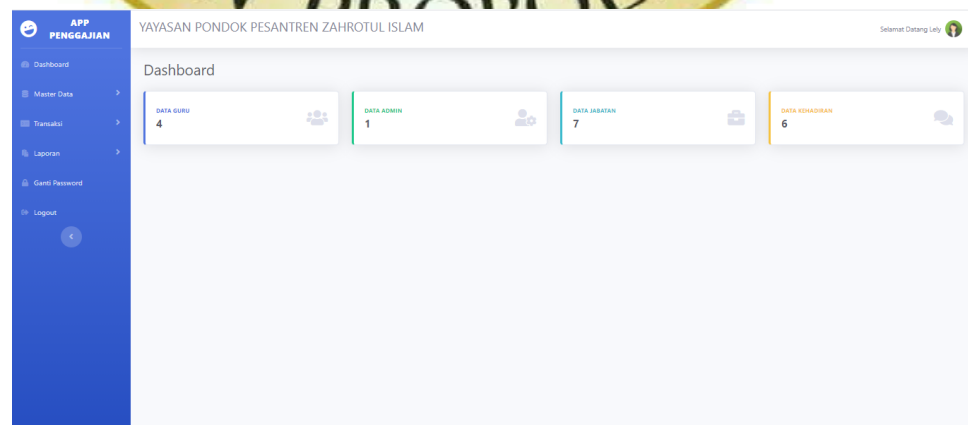 APP
PENGGAJIAN
YAYASAN PONDOK PESANTREN ZAHROTUL ISLAM
Selamat Datang Lely
Dashboard
Master Data
Transaksi
Laporan
Ganti Password
Logout
Dashboard
DATA GURU
4
DATA ADMIN
1
DATA JABATAN
7
DATA KEHADIRAN
6